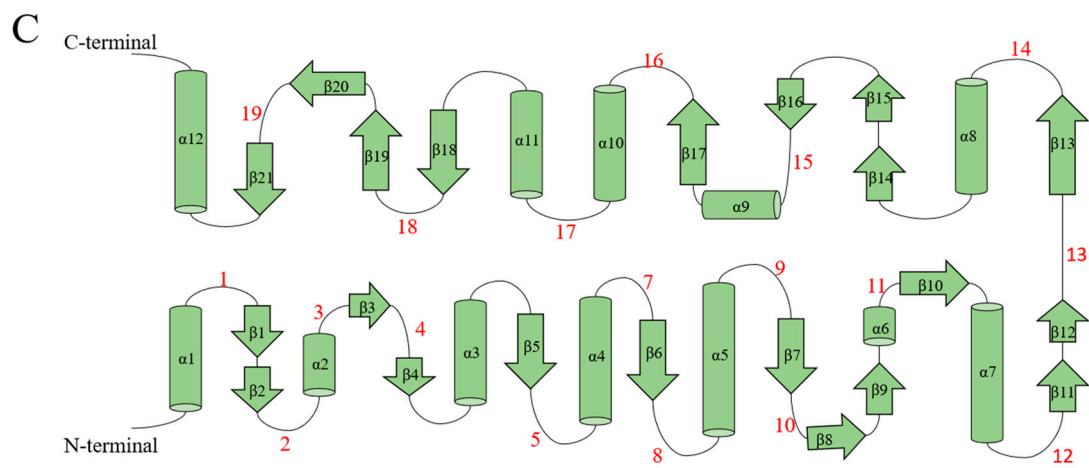 C
C-terminal
14
16
β20
β16
β15
19
α12
α11
α10
α8
β13
β18
β19
β17
15
β21
β14
α9
18
17
13
1
9
7
3
β3
11
β10
4
β1
β12
α1
α2
β5
α3
α4
β6
α5
β7
α6
β4
α7
β2
β9
β11
2
5
10
β8
8
12
N-terminal